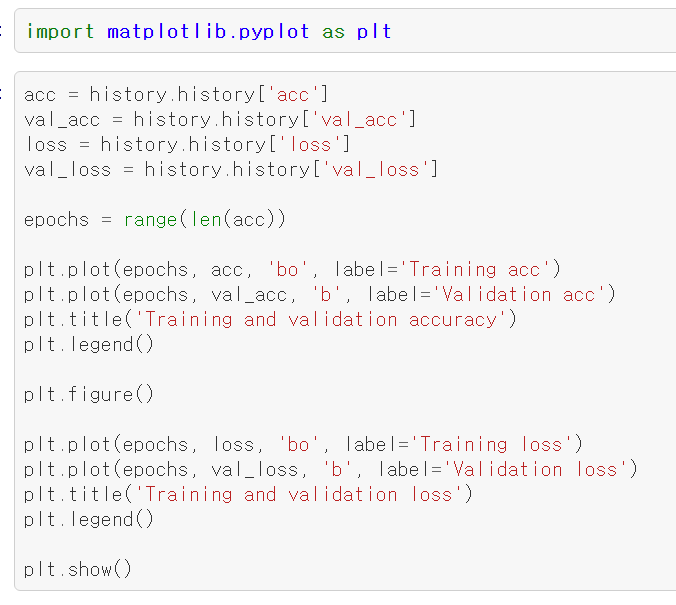 import matplotlib.pyplot as plt
acc = history.history['acc']
val_acc = history.history['val_acc']
loss = history.history['loss']
val_loss = history.history['val_loss']
epochs = range(len(acc))
plt.plot(epochs, acc, 'bo', label='Training acc')
plt.plot(epochs, val_acc, 'b', label='Validation acc')
plt.title('Training and validation accuracy')
plt.legend()
plt.figure()
plt.plot(epochs, loss, 'bo', label='Training loss')
plt.plot(epochs, val_loss, 'b', label='Validation loss')
plt.title('Training and validation loss')
plt.legend()
plt.show()